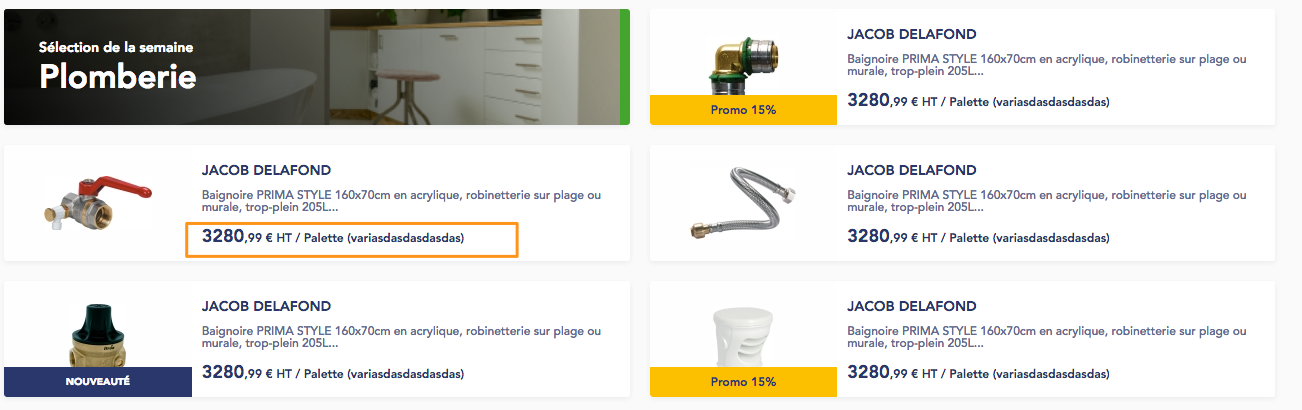 Sélection de la semaine
Plomberie
JACOB DELAFOND
Baignoire PRIMA STYLE 160x70cm en acrylique, robinetterie sur plage ou
murale, trop-plein 205L...
3280,99 € HT / Palette (variasdasdasdasdas)
Promo 15%
JACOB DELAFOND
Baignoire PRIMA STYLE 160x70cm en acrylique, robinetterie sur plage ou
murale, trop-plein 205L...
3280,99 € HT / Palette (variasdasdasdasdas)
JACOB DELAFOND
Baignoire PRIMA STYLE 160x70cm en acrylique, robinetterie sur plage ou
murale, trop-plein 205L...
3280,99 € HT / Palette (variasdasdasdasdas)
JACOB DELAFOND
Baignoire PRIMA STYLE 160x70cm en acrylique, robinetterie sur plage ou
murale, trop-plein 205L...
3280,99 € HT / Palette (variasdasdasdasdas)
NOUVEAUTÉ
JACOB DELAFOND
Baignoire PRIMA STYLE 160x70cm en acrylique, robinetterie sur plage ou
murale, trop-plein 205L...
3280,99 € HT / Palette (variasdasdasdasdas)
Promo 15%